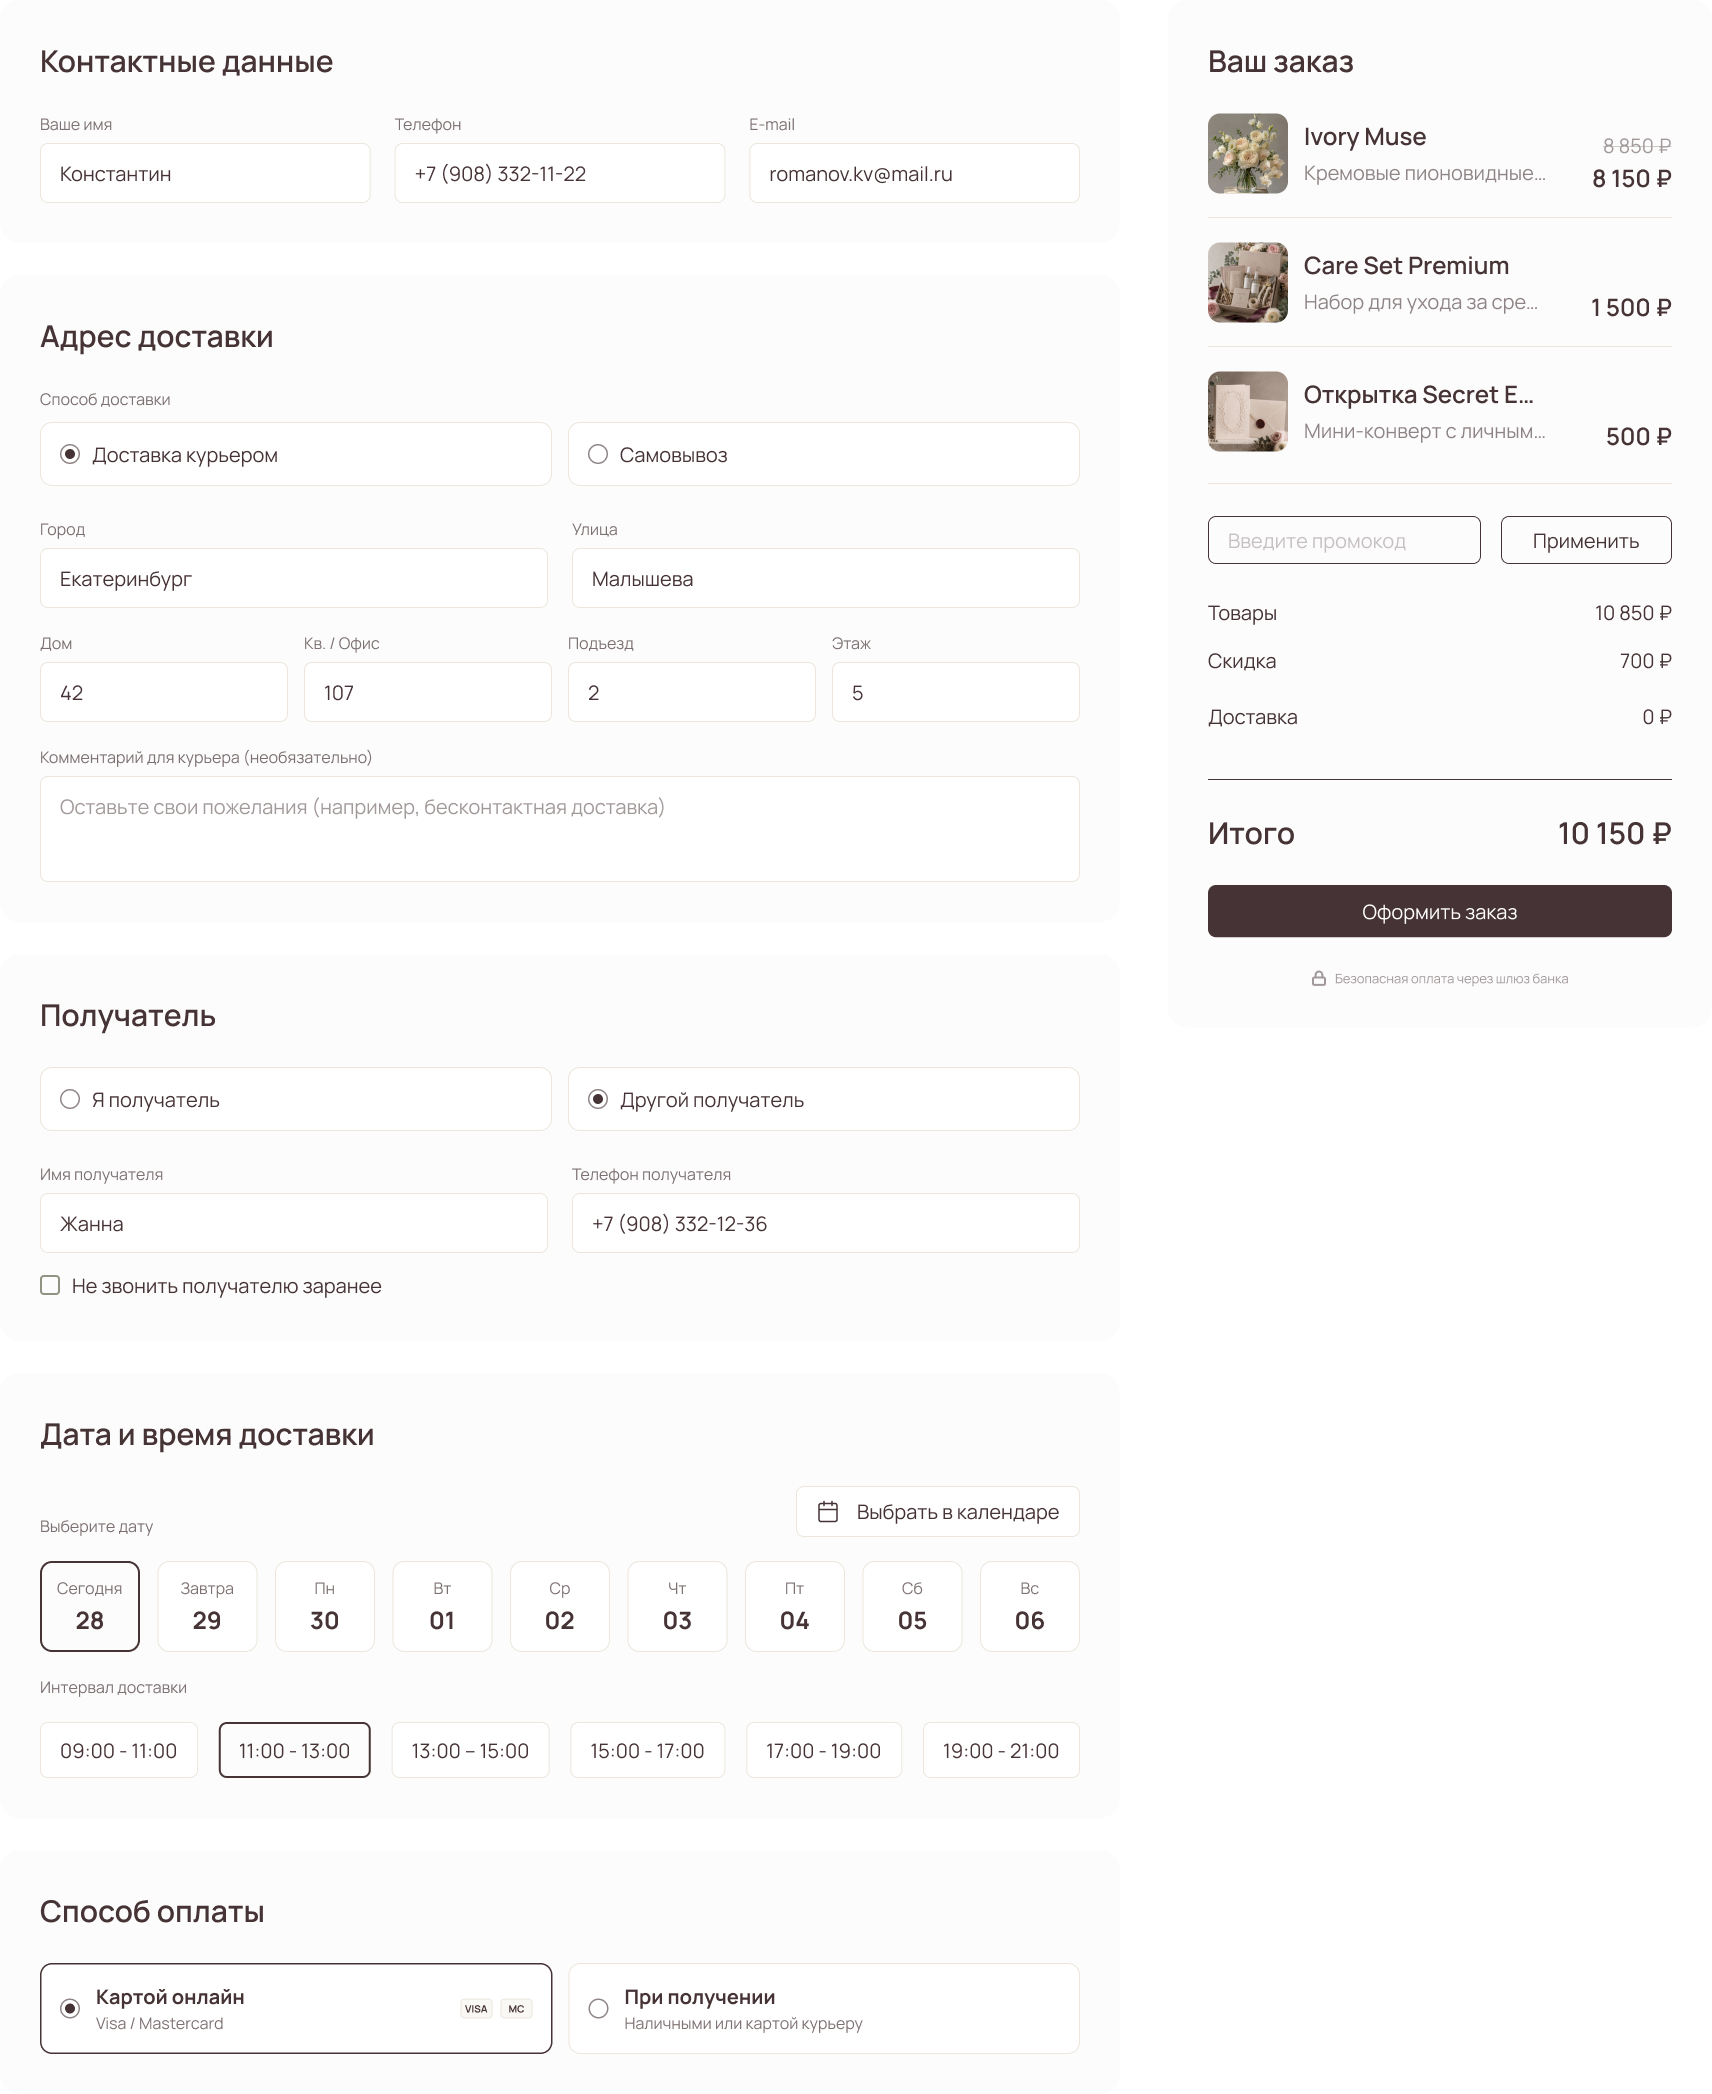 Контактные данные
Ваше имя
Телефон
E-mail
Константин
+7 (908) 332-11-22
romanov.kv@mail.ru
Адрес доставки
Способ доставки
Доставка курьером
Самовывоз
Город
Улица
Екатеринбург
Малышева
Дом
Кв. / Офис
Подъезд
Этаж
42
107
2
5
Комментарий для курьера (необязательно)
Оставьте свои пожелания (например, бесконтактная доставка)
Получатель
Я получатель
Другой получатель
Имя получателя
Телефон получателя
Жанна
+7 (908) 332-12-36
Не звонить получателю заранее
Дата и время доставки
Выбрать в календаре
Выберите дату
Сегодня
28
Завтра
29
Пн
30
Вт
01
Ср
02
Чт
03
Пт
04
Сб
05
Вс
06
Интервал доставки
09:00 - 11:00
11:00 - 13:00
13:00 – 15:00
15:00 - 17:00
17:00 - 19:00
19:00 - 21:00
Способ оплаты
Картой онлайн
Visa / Mastercard
VISA
MC
При получении
Наличными или картой курьеру
Ваш заказ
Ivory Muse
Кремовые пионовидные...
8 850 ₽
8 150 ₽
Care Set Premium
Набор для ухода за сре...
1 500 ₽
Открытка Secret E...
Мини-конверт с личным...
500 ₽
Введите промокод
Применить
Товары
10 850 ₽
Скидка
700 ₽
Доставка
0 ₽
Итого
10 150 ₽
Оформить заказ
Безопасная оплата через шлюз банка